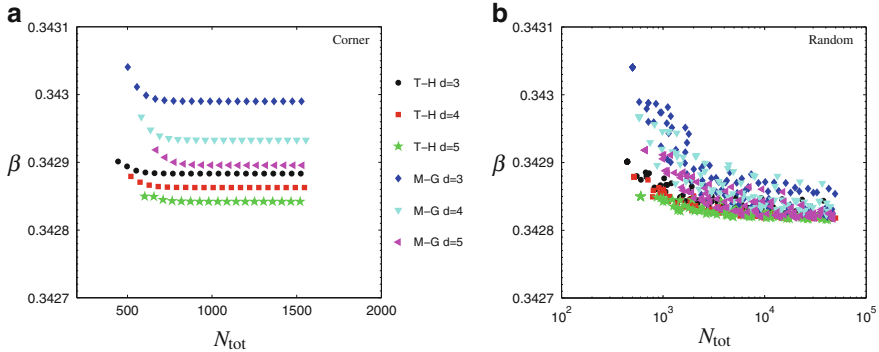 a
b
0.3431
0.343
0.3429
0.3428
0.3427
β
Corner
500
1000
1500
2000
N_tot
T–H d=3
T–H d=4
T–H d=5
M–G d=3
M–G d=4
M–G d=5
0.3431
0.343
0.3429
0.3428
0.3427
β
Random
10^2
10^3
10^4
10^5
N_tot